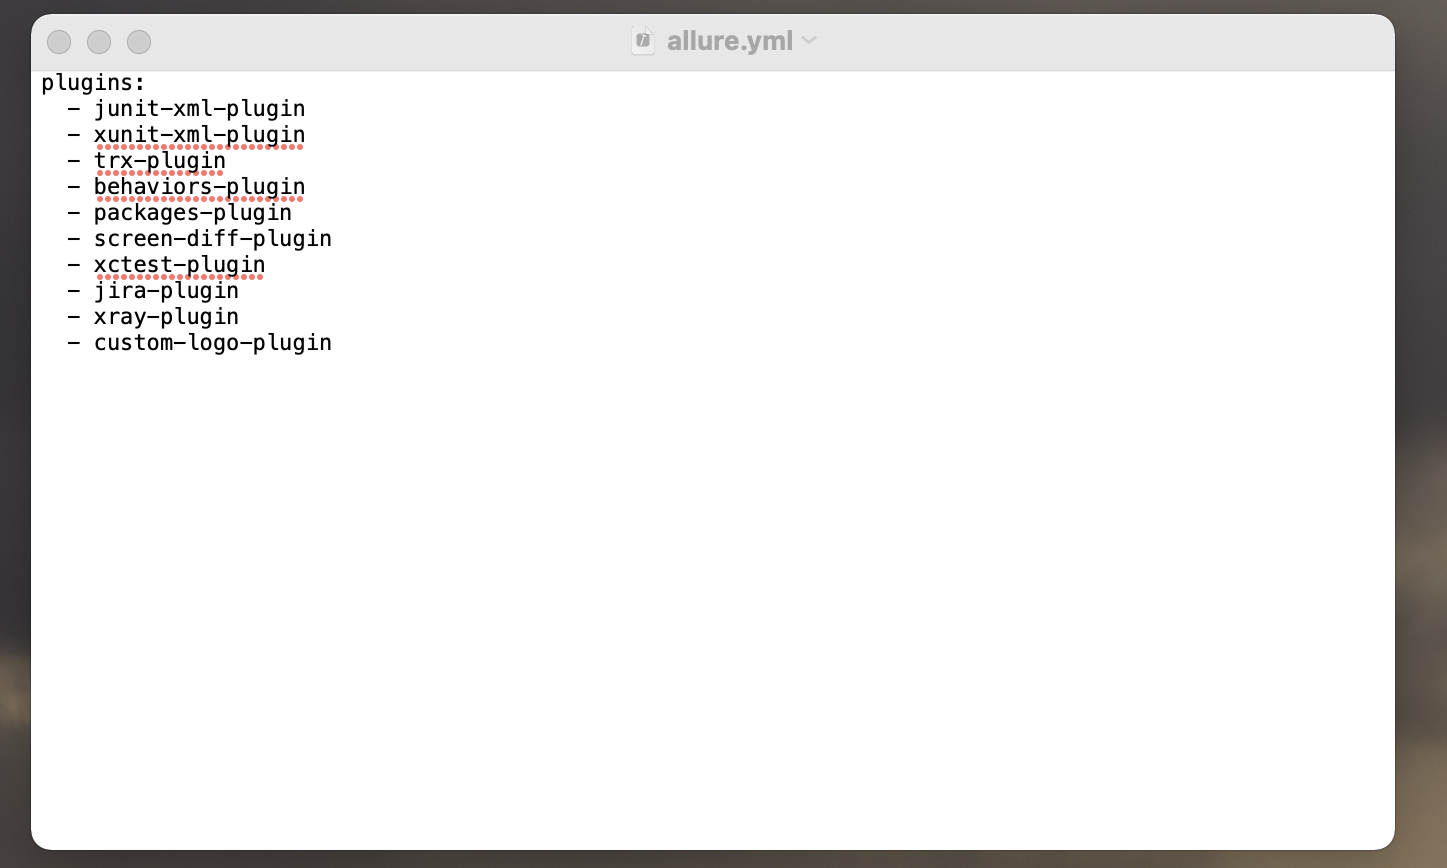 allure.yml
plugins:
  - junit-xml-plugin
  - xunit-xml-plugin
  - trx-plugin
  - behaviors-plugin
  - packages-plugin
  - screen-diff-plugin
  - xctest-plugin
  - jira-plugin
  - xray-plugin
  - custom-logo-plugin